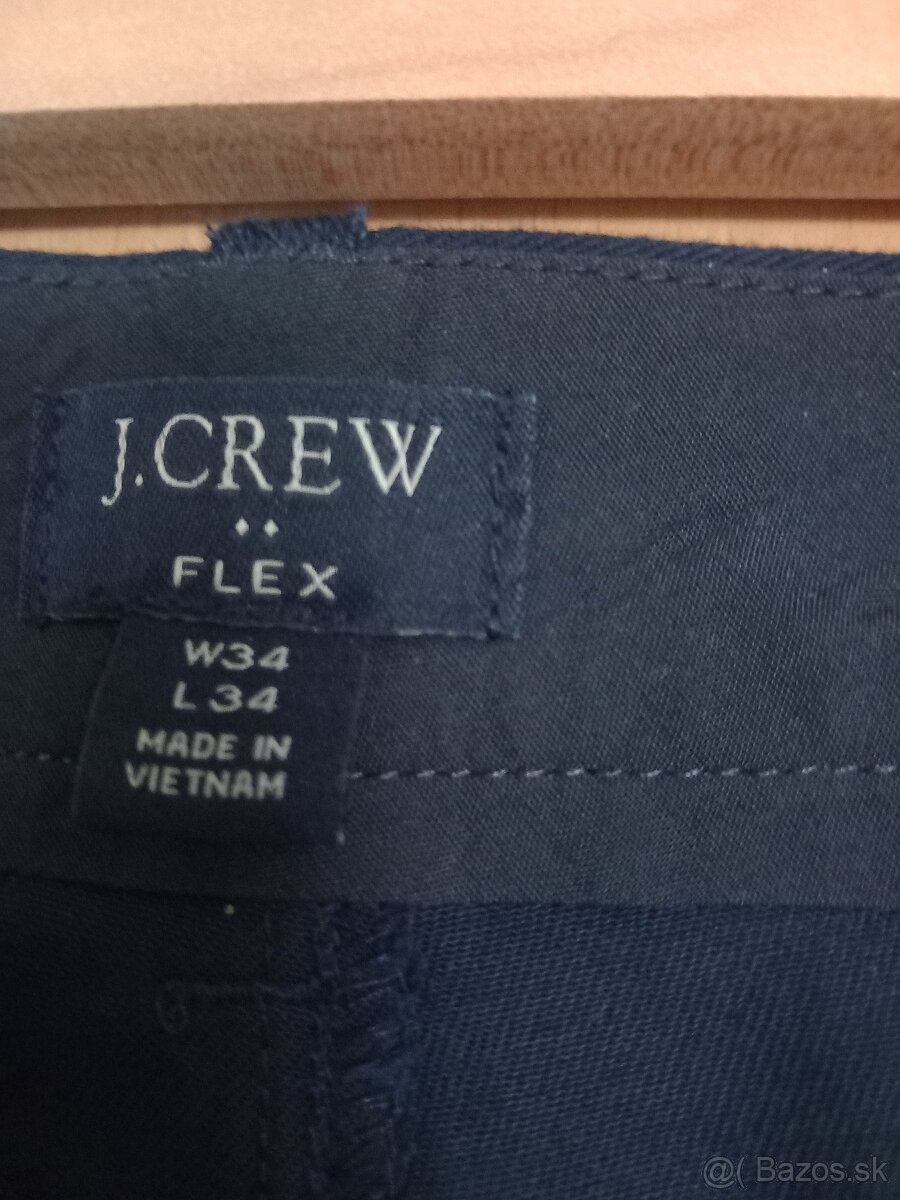 J.CREW
FLEX
W34
L34
MADE IN
VIETNAM
@( Bazos.sk